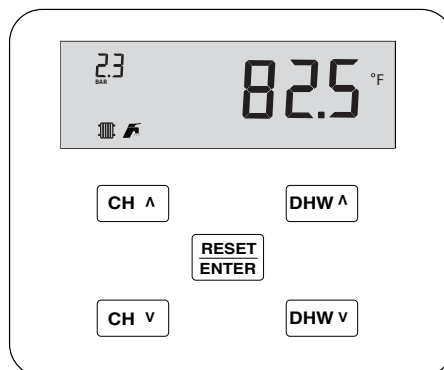 2.3
BAR
82.5 °F
CH ∧ DHW ∧
RESET
ENTER
CH ∨ DHW ∨